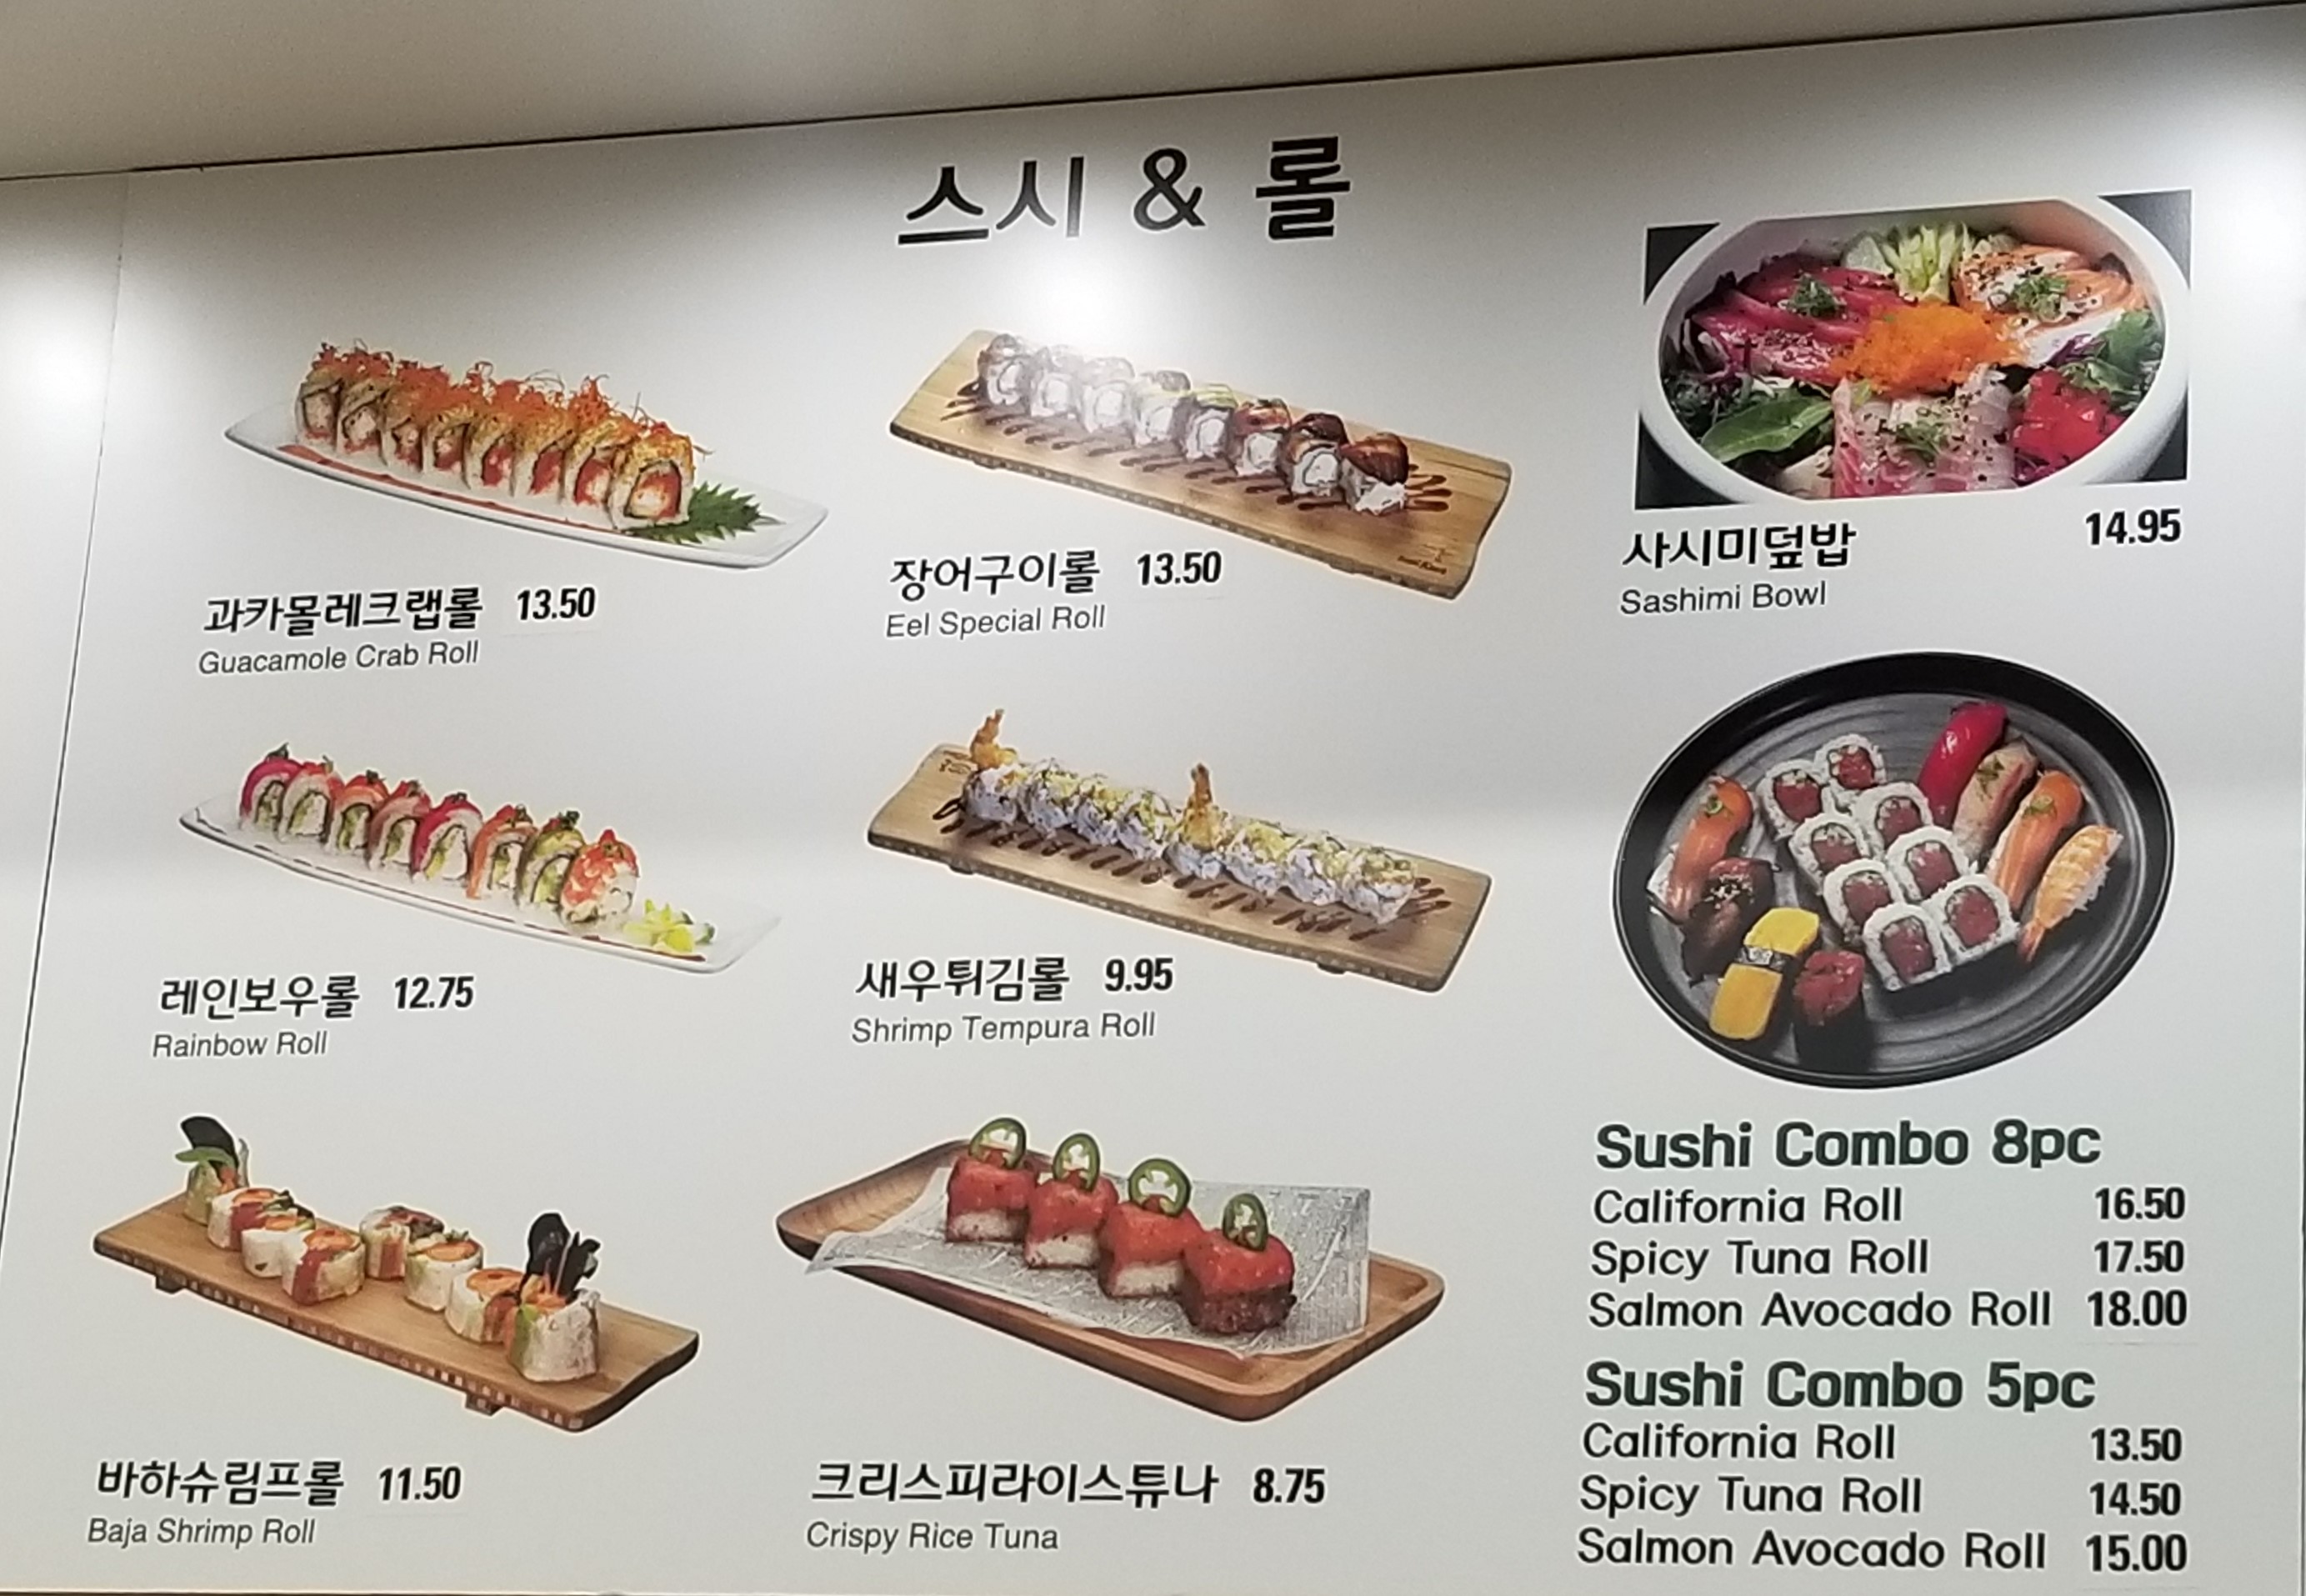 스시 & 롤
과카몰레크랩롤 13.50
Guacamole Crab Roll
장어구이롤 13.50
Eel Special Roll
사시미덮밥 14.95
Sashimi Bowl
레인보우롤 12.75
Rainbow Roll
새우튀김롤 9.95
Shrimp Tempura Roll
바하슈림프롤 11.50
Baja Shrimp Roll
크리스피라이스튜나 8.75
Crispy Rice Tuna
Sushi Combo 8pc
California Roll 16.50
Spicy Tuna Roll 17.50
Salmon Avocado Roll 18.00
Sushi Combo 5pc
California Roll 13.50
Spicy Tuna Roll 14.50
Salmon Avocado Roll 15.00